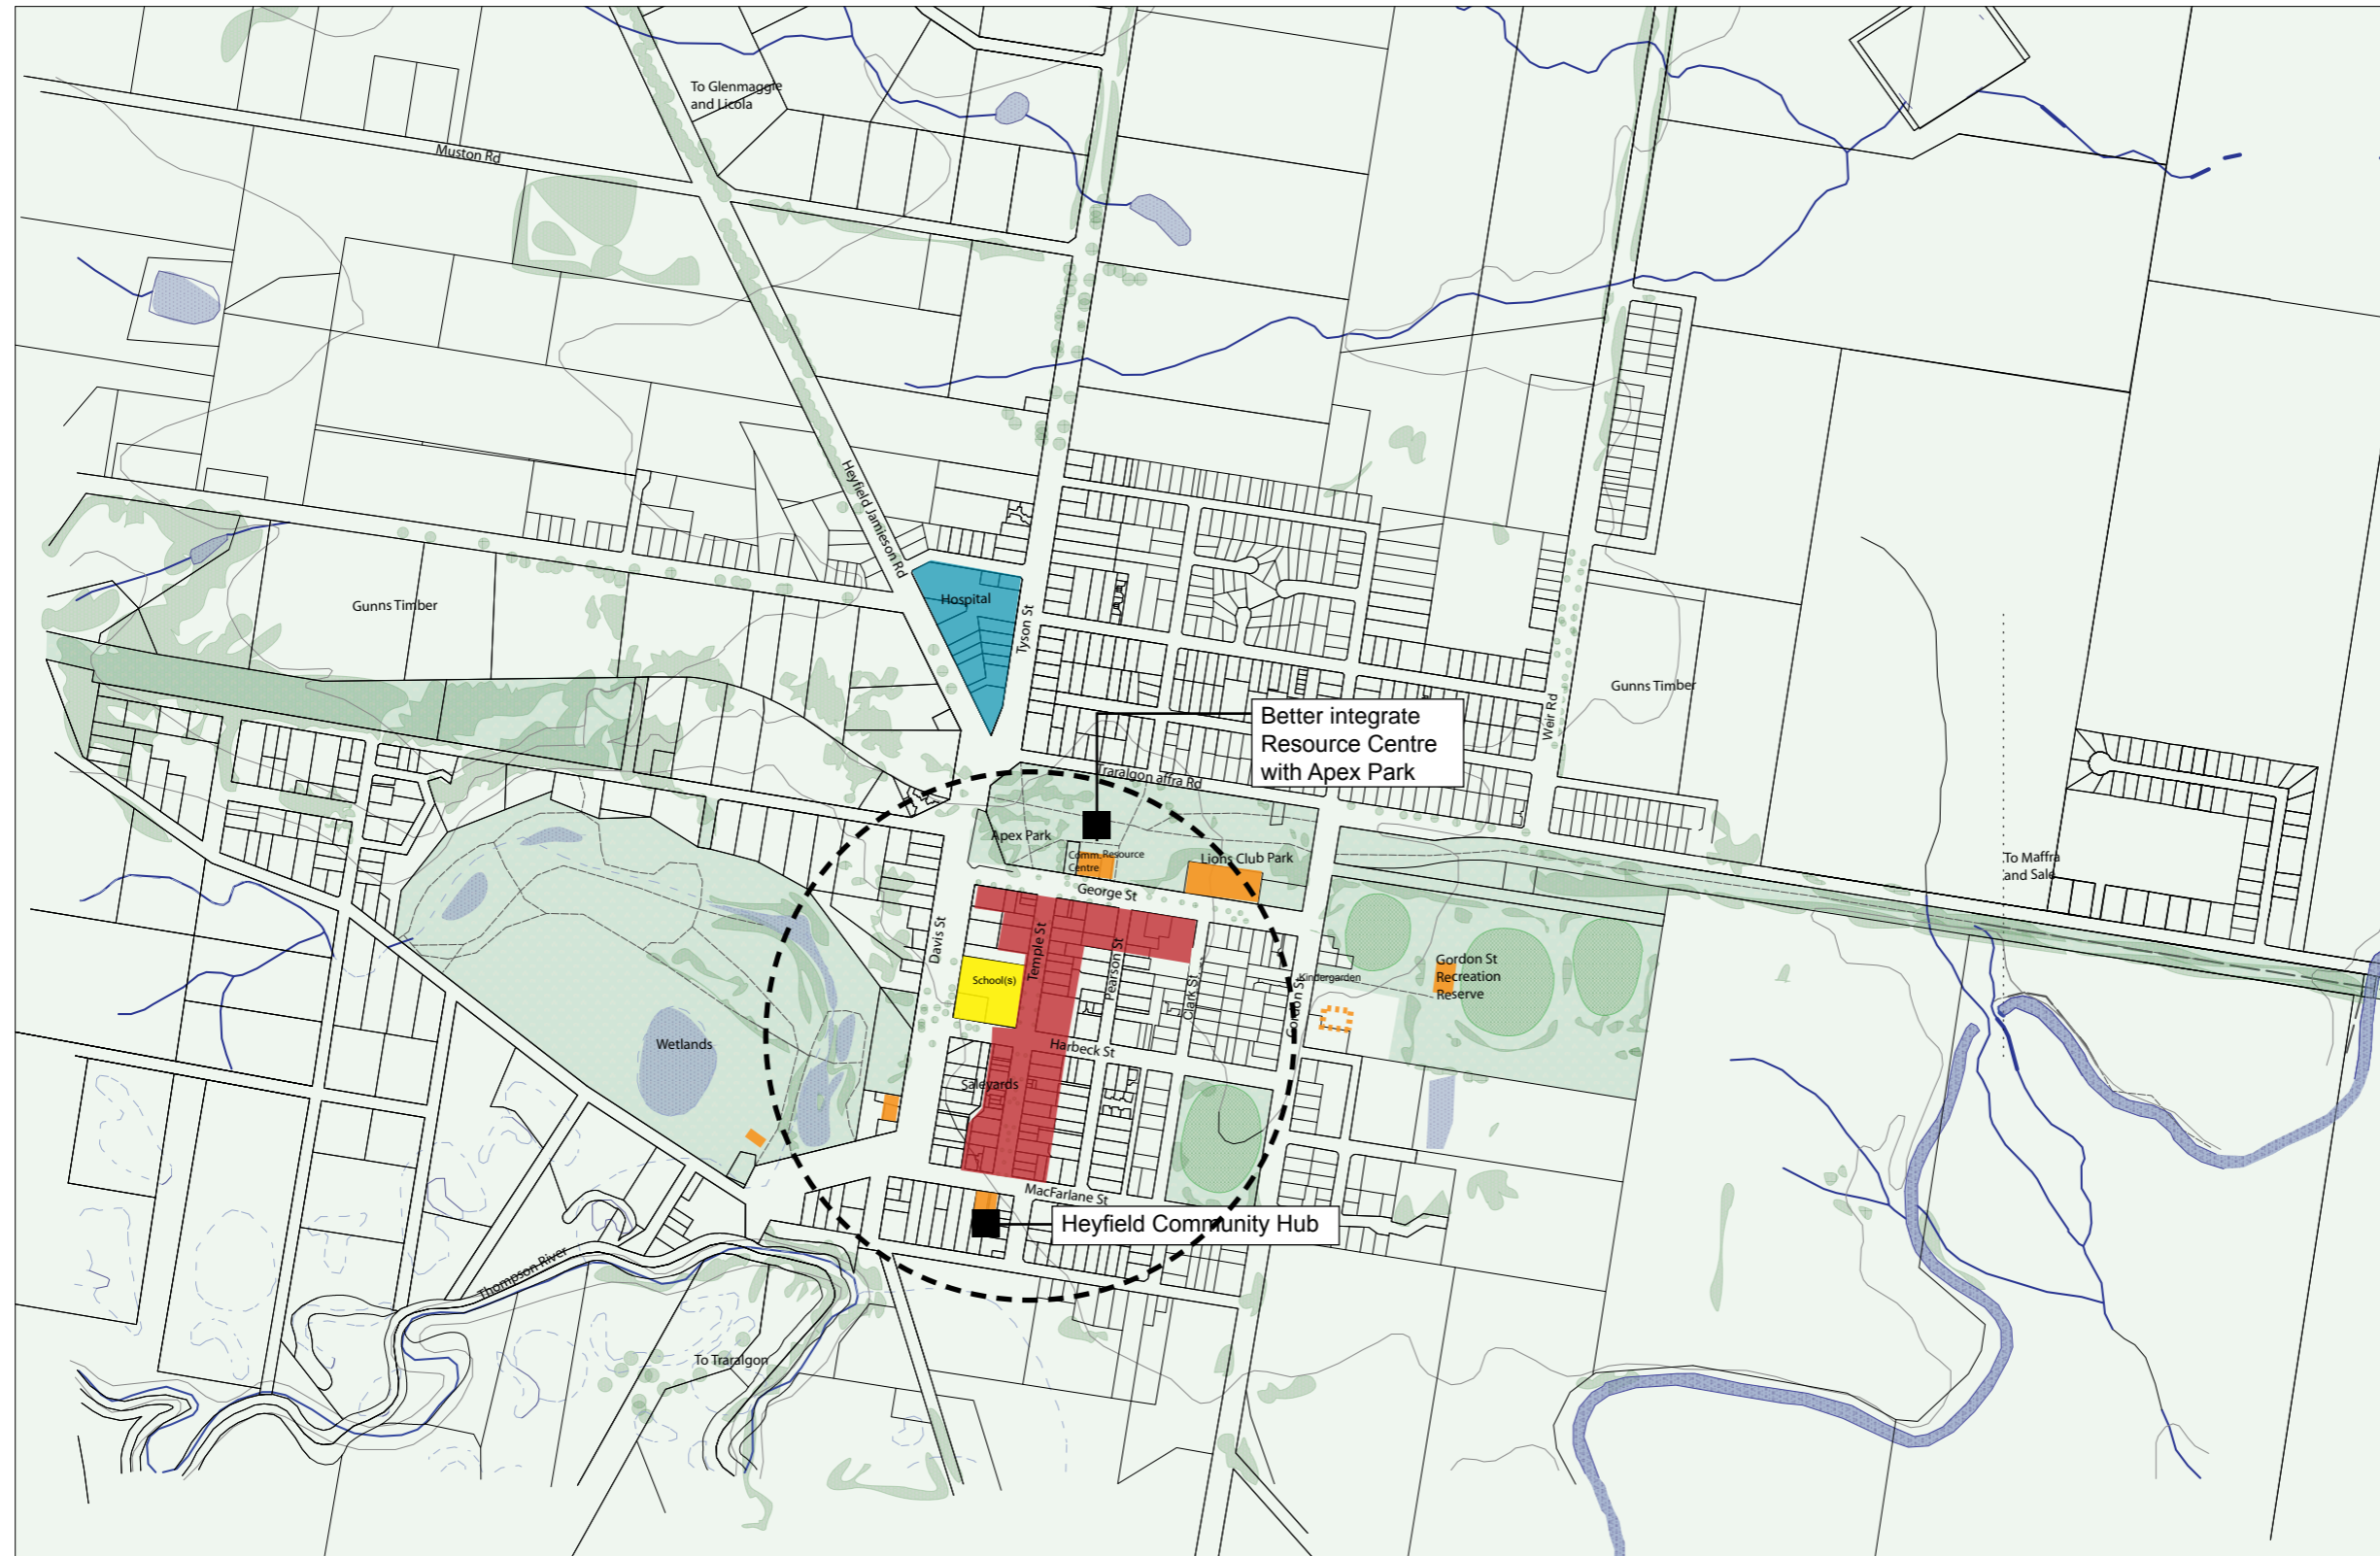 To Glenmaggie
and Licola
Muston Rd
Heyfield Jamieson Rd
Gunns Timber
Hospital
Tyson St
Gunns Timber
Weir Rd
Better integrate
Resource Centre
with Apex Park
Traralgon affra Rd
Apex Park
Comm. Resource
Centre
Lions Club Park
To Maffra
and Sale
George St
Davis St
Temple St
Pearson St
Clark St
Gordon St
Kindergarden
Gordon St
Recreation
Reserve
School(s)
Wetlands
Harbeck St
Saleyards
MacFarlane St
Heyfield Community Hub
Thompson River
To Traralgon